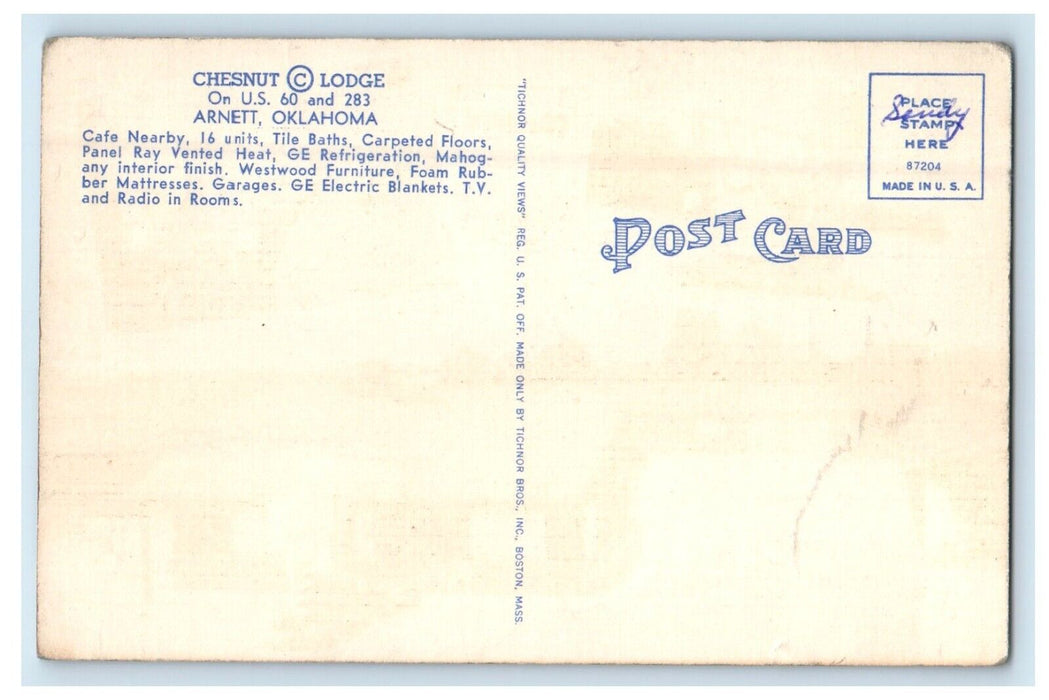 CHESNUT © LODGE
On U.S. 60 and 283
ARNETT, OKLAHOMA
Cafe Nearby, 16 units, Tile Baths, Carpeted Floors,
Panel Ray Vented Heat, GE Refrigeration, Mahog-
any interior finish. Westwood Furniture, Foam Rub-
ber Mattresses. Garages. GE Electric Blankets. T.V.
and Radio in Rooms.
"TICHNOR QUALITY VIEWS" REG. U. S. PAT. OFF. MADE ONLY BY TICHNOR BROS., INC., BOSTON, MASS.
POST CARD
PLACE
Sendy
STAMP
HERE
87204
MADE IN U. S. A.